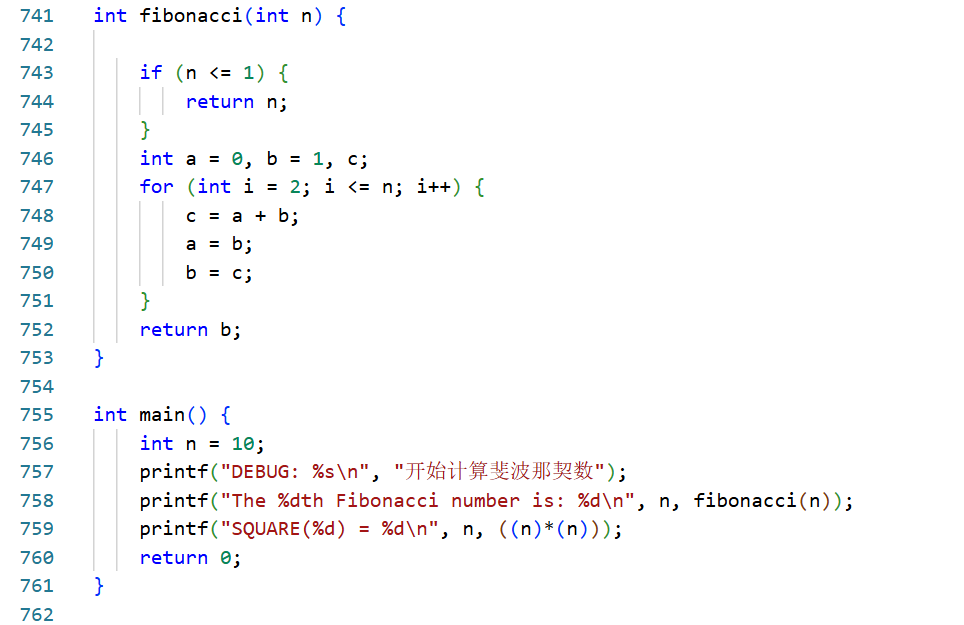 741 int fibonacci(int n) {
742
743     if (n <= 1) {
744         return n;
745     }
746     int a = 0, b = 1, c;
747     for (int i = 2; i <= n; i++) {
748         c = a + b;
749         a = b;
750         b = c;
751     }
752     return b;
753 }
754
755 int main() {
756     int n = 10;
757     printf("DEBUG: %s\n", "开始计算斐波那契数");
758     printf("The %dth Fibonacci number is: %d\n", n, fibonacci(n));
759     printf("SQUARE(%d) = %d\n", n, ((n)*(n)));
760     return 0;
761 }
762